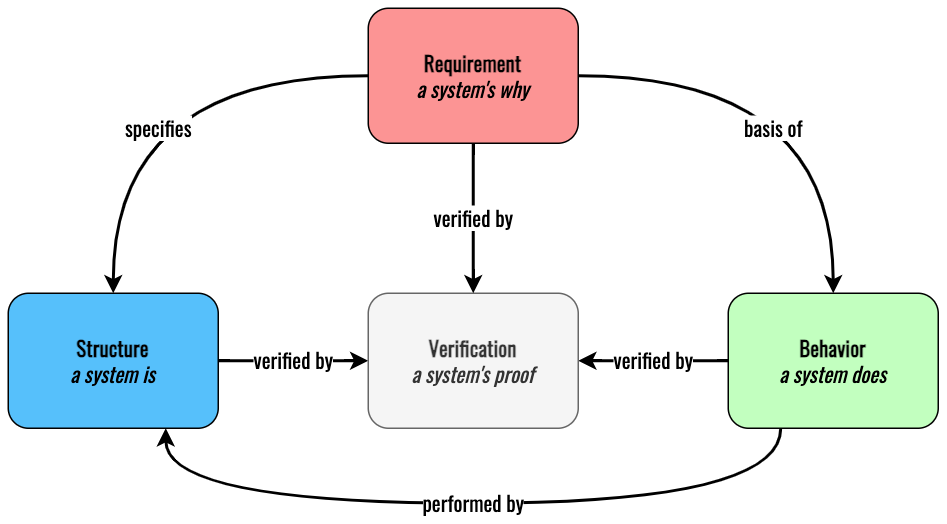 Requirement
a system's why
specifies
basis of
verified by
Structure
a system is
verified by
Verification
a system's proof
verified by
Behavior
a system does
performed by